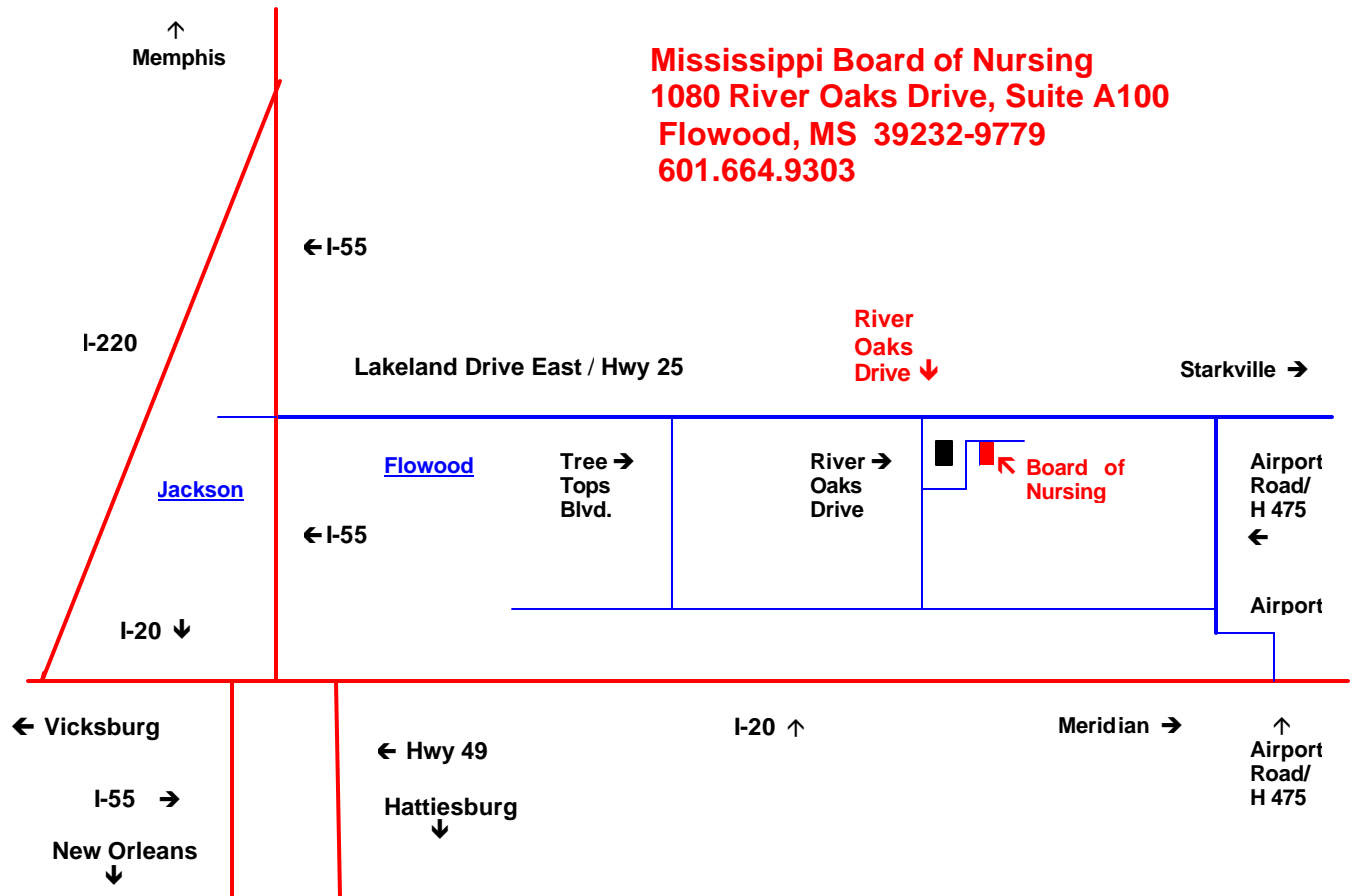 ↑
Memphis
Mississippi Board of Nursing
1080 River Oaks Drive, Suite A100
Flowood, MS 39232-9779
601.664.9303
← I-55
I-220
Lakeland Drive East / Hwy 25
River
Oaks
Drive ↓
Starkville →
Jackson
Flowood
Tree →
Tops
Blvd.
River →
Oaks
Drive
↖ Board of
Nursing
Airport
Road/
H 475
←
← I-55
Airport
I-20 ↓
← Vicksburg
← Hwy 49
I-20 ↑
Meridian →
↑
Airport
Road/
H 475
I-55 →
Hattiesburg
↓
New Orleans
↓